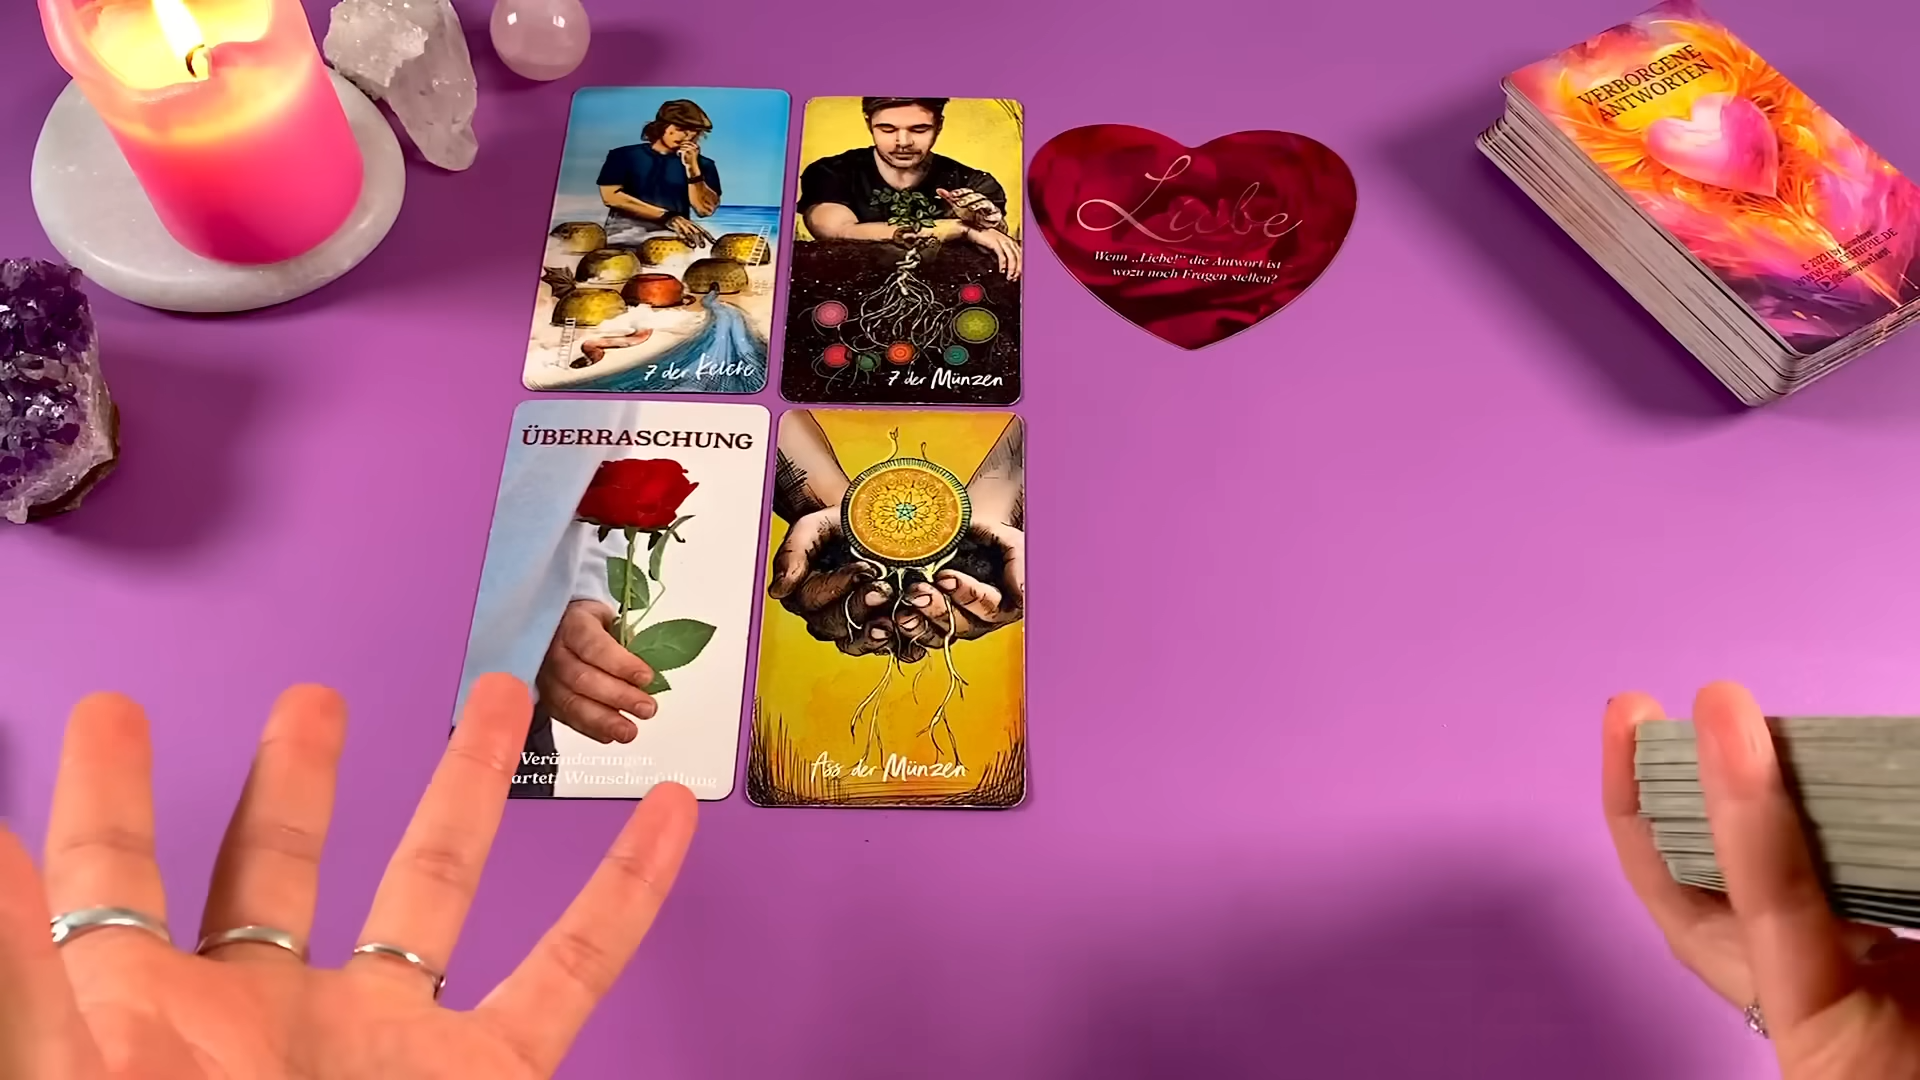 7 der Kelche
7 der Münzen
Liebe
Wenn „Liebe!“ die Antwort ist –
wozu noch Fragen stellen?
VERBORGENE
ANTWORTEN
ÜBERRASCHUNG
Veränderungen
Wunscherfüllung
Ass der Münzen